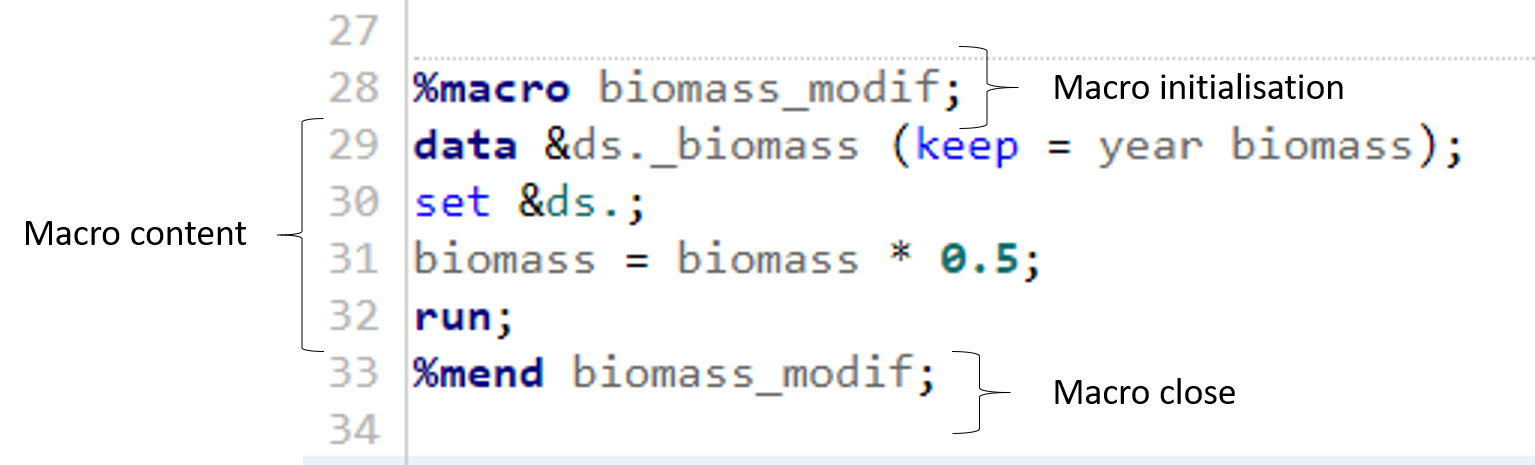 27
28 %macro biomass_modif; Macro initialisation
29 data &ds._biomass (keep = year biomass);
30 set &ds.;
Macro content
31 biomass = biomass * 0.5;
32 run;
33 %mend biomass_modif;
Macro close
34